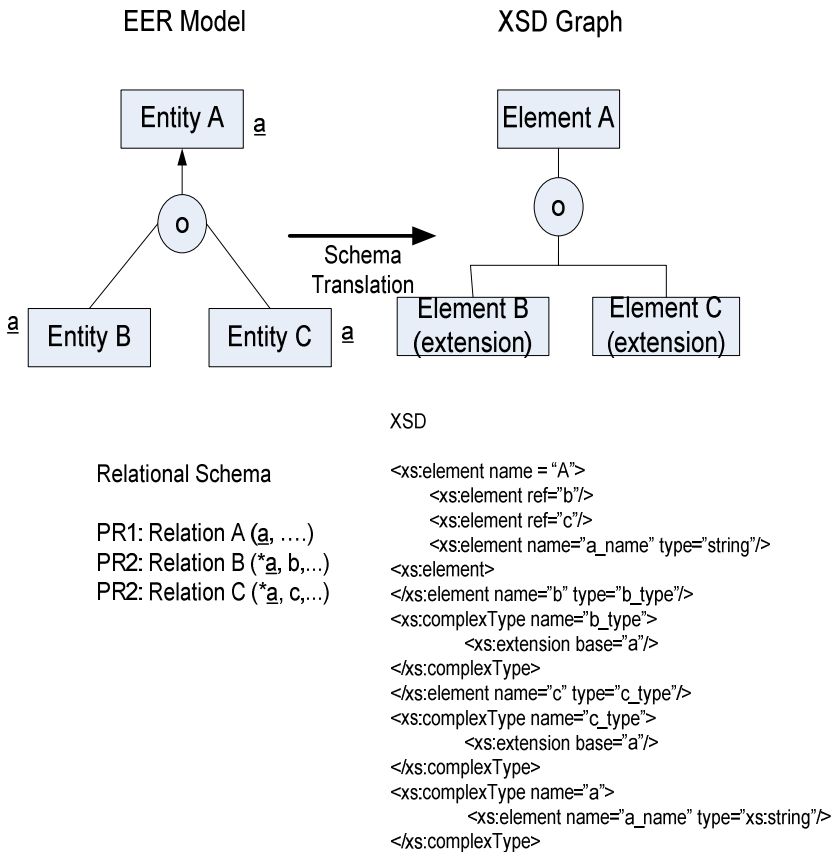 EER Model
XSD Graph
Entity A
a
o
Entity B
a
Entity C
a
Schema
Translation
Element A
o
Element B
(extension)
Element C
(extension)
Relational Schema
PR1: Relation A (a, ....)
PR2: Relation B (*a, b,...)
PR2: Relation C (*a, c,...)
XSD
<xs:element name = “A”>
<xs:element ref=”b”/>
<xs:element ref=”c”/>
<xs:element name=”a_name” type=”string”/>
<xs:element>
</xs:element name=”b” type=”b_type”/>
<xs:complexType name=”b_type”>
<xs:extension base=”a”/>
</xs:complexType>
</xs:element name=”c” type=”c_type”/>
<xs:complexType name=”c_type”>
<xs:extension base=”a”/>
</xs:complexType>
<xs:complexType name=”a”>
<xs:element name=”a_name” type=”xs:string”/>
</xs:complexType>